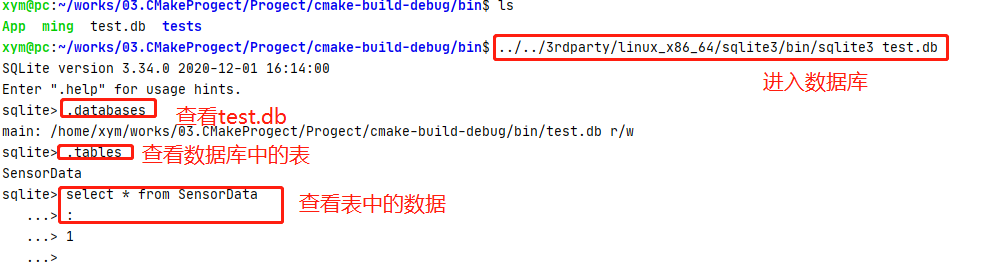 xym@pc:~/works/03.CMakeProgect/Progect/cmake-build-debug/bin$ ls
App ming test.db tests
xym@pc:~/works/03.CMakeProgect/Progect/cmake-build-debug/bin$ ../../3rdparty/linux_x86_64/sqlite3/bin/sqlite3 test.db
SQLite version 3.34.0 2020-12-01 16:14:00
进入数据库
Enter ".help" for usage hints.
sqlite> .databases 查看test.db
main: /home/xym/works/03.CMakeProgect/Progect/cmake-build-debug/bin/test.db r/w
sqlite> .tables 查看数据库中的表
SensorData
sqlite> select * from SensorData 查看表中的数据
...> :
...> 1
...>